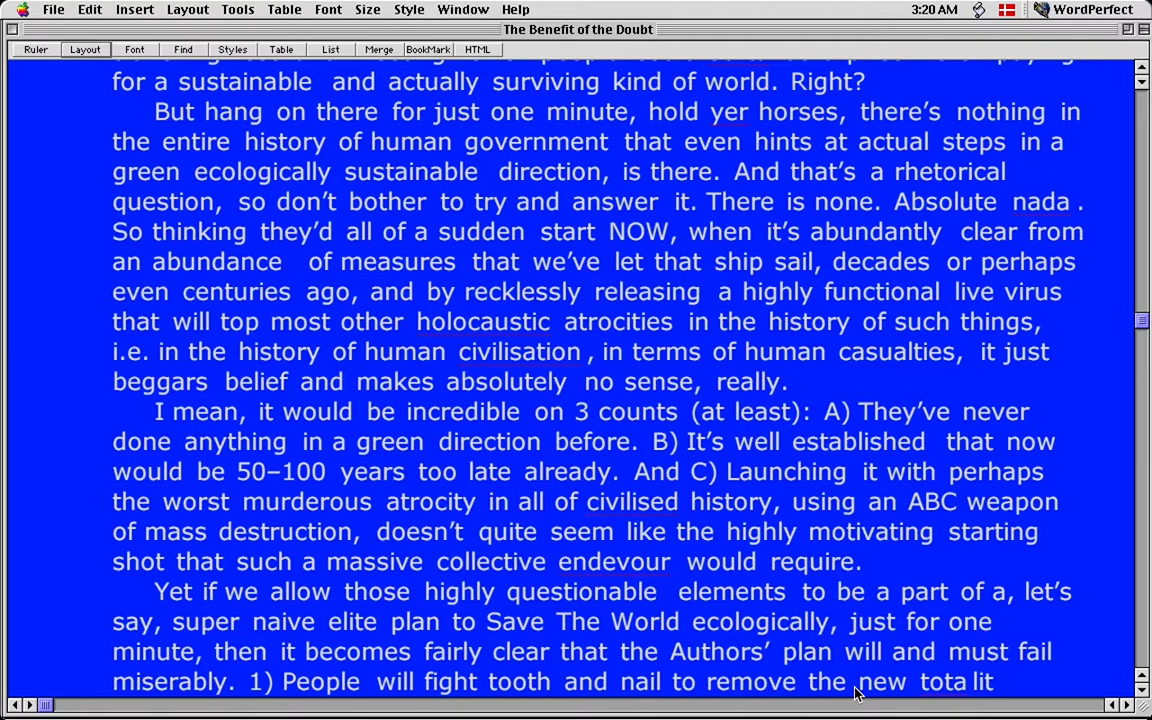 File Edit Insert Layout Tools Table Font Size Style Window Help 3:20 AM WordPerfect
The Benefit of the Doubt
Ruler Layout Font Find Styles Table List Merge BookMark HTML
for a sustainable and actually surviving kind of world. Right?
But hang on there for just one minute, hold yer horses, there’s nothing in
the entire history of human government that even hints at actual steps in a
green ecologically sustainable direction, is there. And that’s a rhetorical
question, so don’t bother to try and answer it. There is none. Absolute nada .
So thinking they’d all of a sudden start NOW, when it’s abundantly clear from
an abundance of measures that we’ve let that ship sail, decades or perhaps
even centuries ago, and by recklessly releasing a highly functional live virus
that will top most other holocaustic atrocities in the history of such things,
i.e. in the history of human civilisation , in terms of human casualties, it just
beggars belief and makes absolutely no sense, really.
I mean, it would be incredible on 3 counts (at least): A) They’ve never
done anything in a green direction before. B) It’s well established that now
would be 50–100 years too late already. And C) Launching it with perhaps
the worst murderous atrocity in all of civilised history, using an ABC weapon
of mass destruction, doesn’t quite seem like the highly motivating starting
shot that such a massive collective endevour would require.
Yet if we allow those highly questionable elements to be a part of a, let’s
say, super naive elite plan to Save The World ecologically, just for one
minute, then it becomes fairly clear that the Authors’ plan will and must fail
miserably. 1) People will fight tooth and nail to remove the new tota lit